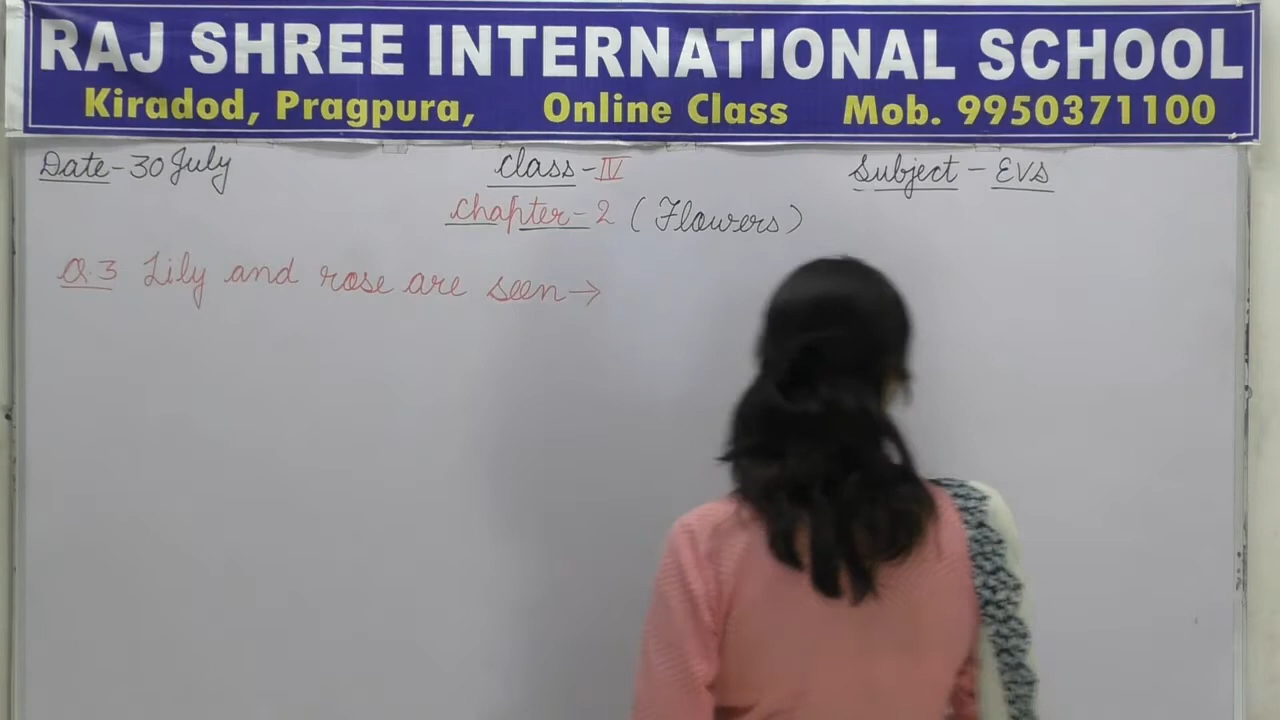 RAJ SHREE INTERNATIONAL SCHOOL
Kiradod, Pragpura, Online Class Mob. 9950371100
Date-30 July Class-IV Subject-EVS
Chapter-2 (Flowers)
Q.3 Lily and rose are seen→